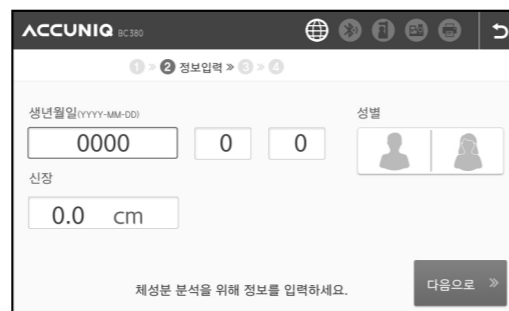 ACCUNIQ BC380
1 » 2 정보입력 » 3 » 4
생년월일(YYYY-MM-DD)
성별
0000 0 0
신장
0.0 cm
체성분 분석을 위해 정보를 입력하세요.
다음으로 »